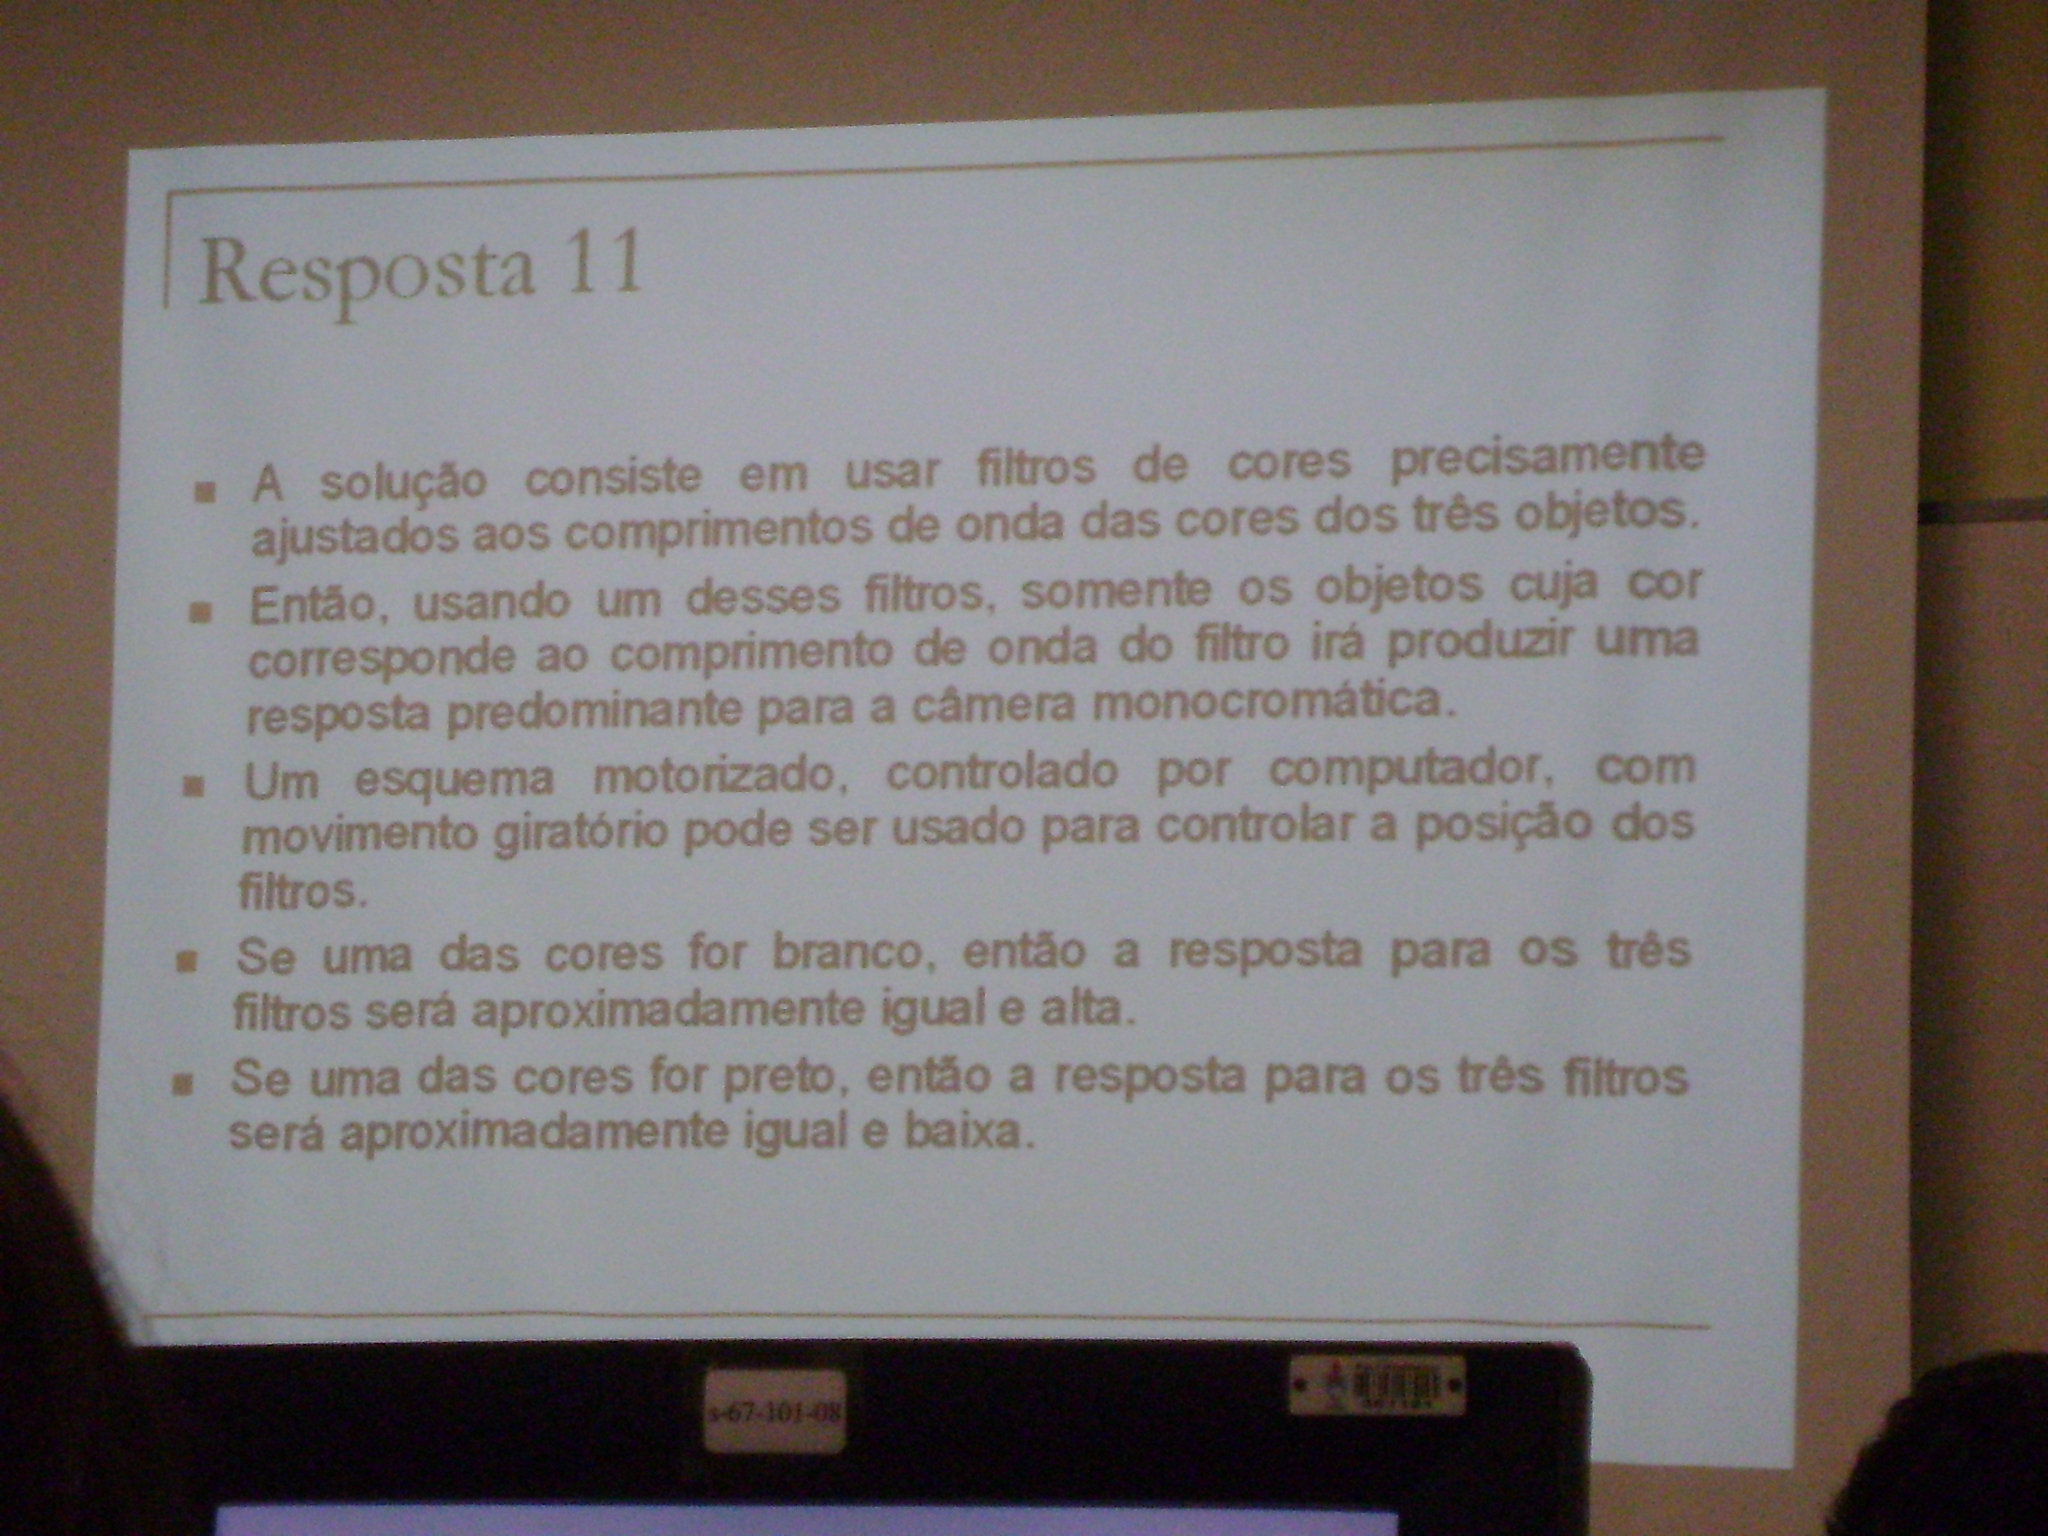 Resposta 11
A solução consiste em usar filtros de cores precisamente
ajustados aos comprimentos de onda das cores dos três objetos.
Então, usando um desses filtros, somente os objetos cuja cor
corresponde ao comprimento de onda do filtro irá produzir uma
resposta predominante para a câmera monocromática.
Um esquema motorizado, controlado por computador, com
movimento giratório pode ser usado para controlar a posição dos
filtros.
Se uma das cores for branco, então a resposta para os três
filtros será aproximadamente igual e alta.
Se uma das cores for preto, então a resposta para os três filtros
será aproximadamente igual e baixa.
s-67-101-08